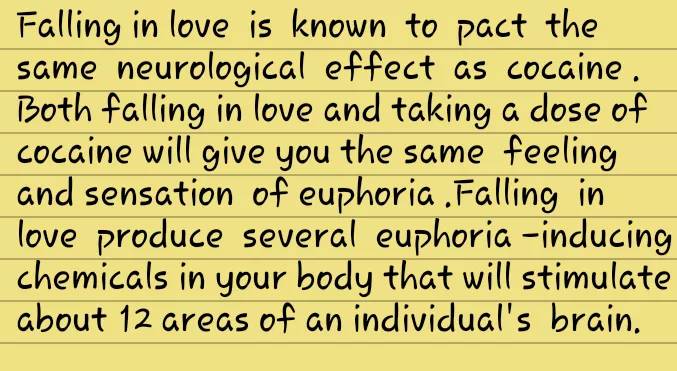 Falling in love is known to pact the
same neurological effect as cocaine .
Both falling in love and taking a dose of
cocaine will give you the same feeling
and sensation of euphoria .Falling in
love produce several euphoria -inducing
chemicals in your body that will stimulate
about 12 areas of an individual's brain.